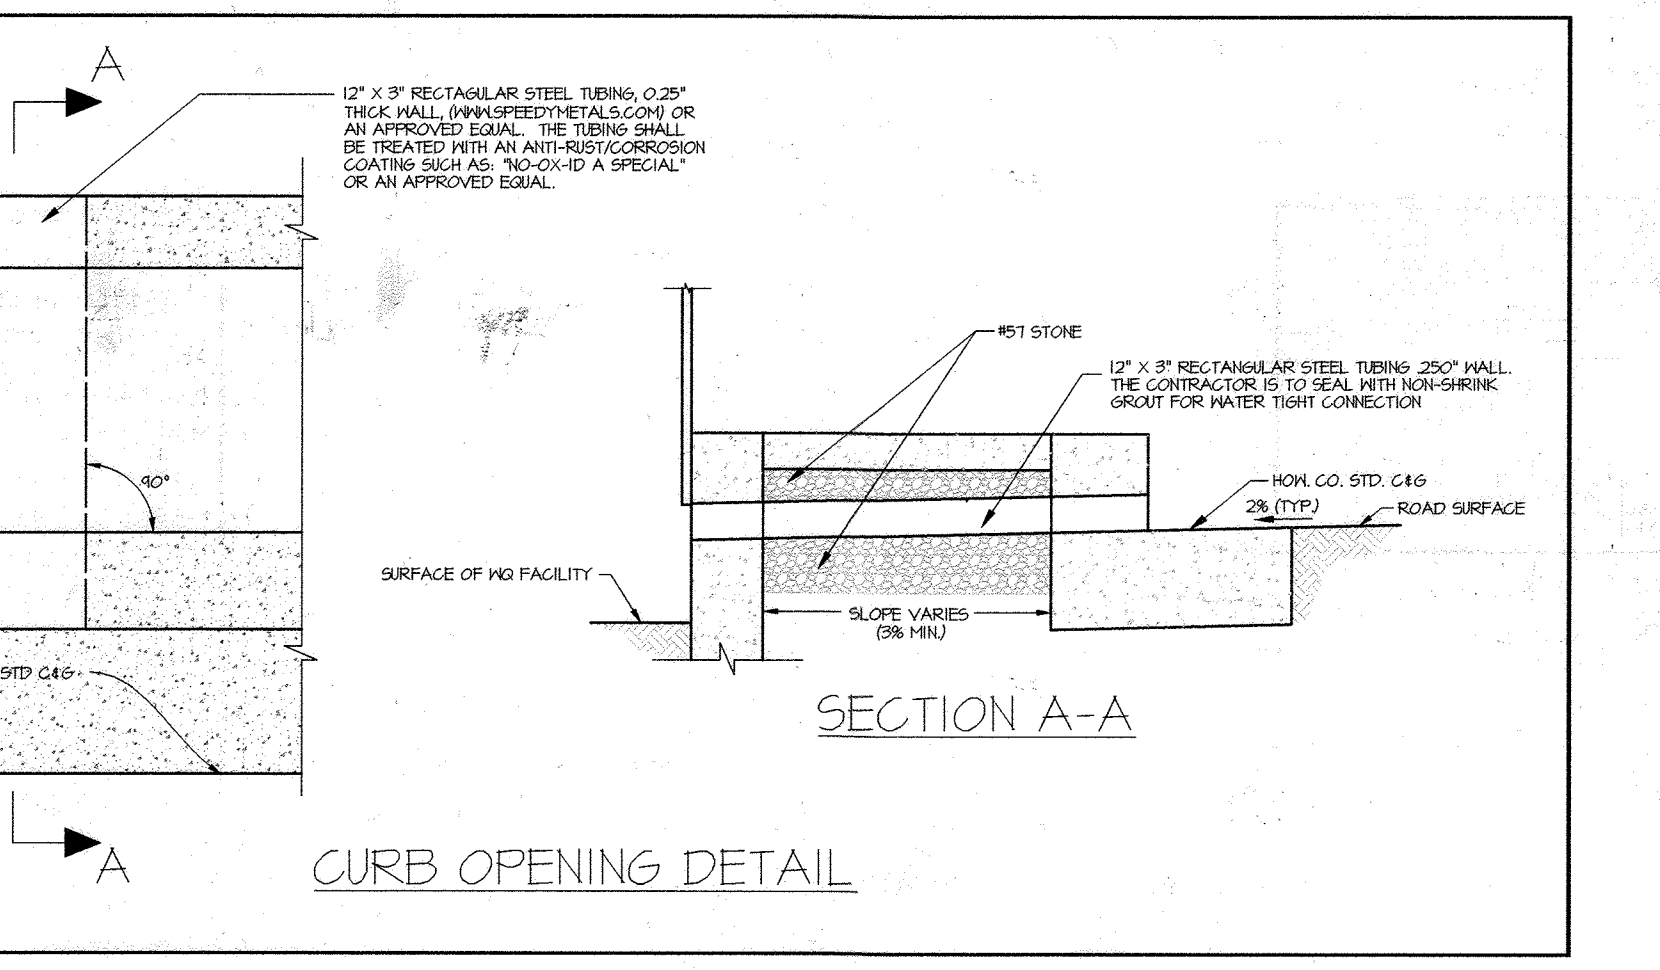 A
12" X 3" RECTAGULAR STEEL TUBING, 0.25"
THICK WALL, (WWW.SPEEDYMETALS.COM) OR
AN APPROVED EQUAL. THE TUBING SHALL
BE TREATED WITH AN ANTI-RUST/CORROSION
COATING SUCH AS: "NO-OX-ID A SPECIAL"
OR AN APPROVED EQUAL.
#57 STONE
12" X 3" RECTANGULAR STEEL TUBING .250" WALL.
THE CONTRACTOR IS TO SEAL WITH NON-SHRINK
GROUT FOR WATER TIGHT CONNECTION
90°
HOW. CO. STD. C&G
2% (TYP.)
ROAD SURFACE
SURFACE OF WQ FACILITY
SLOPE VARIES
(3% MIN.)
STD C&G
SECTION A-A
A
CURB OPENING DETAIL